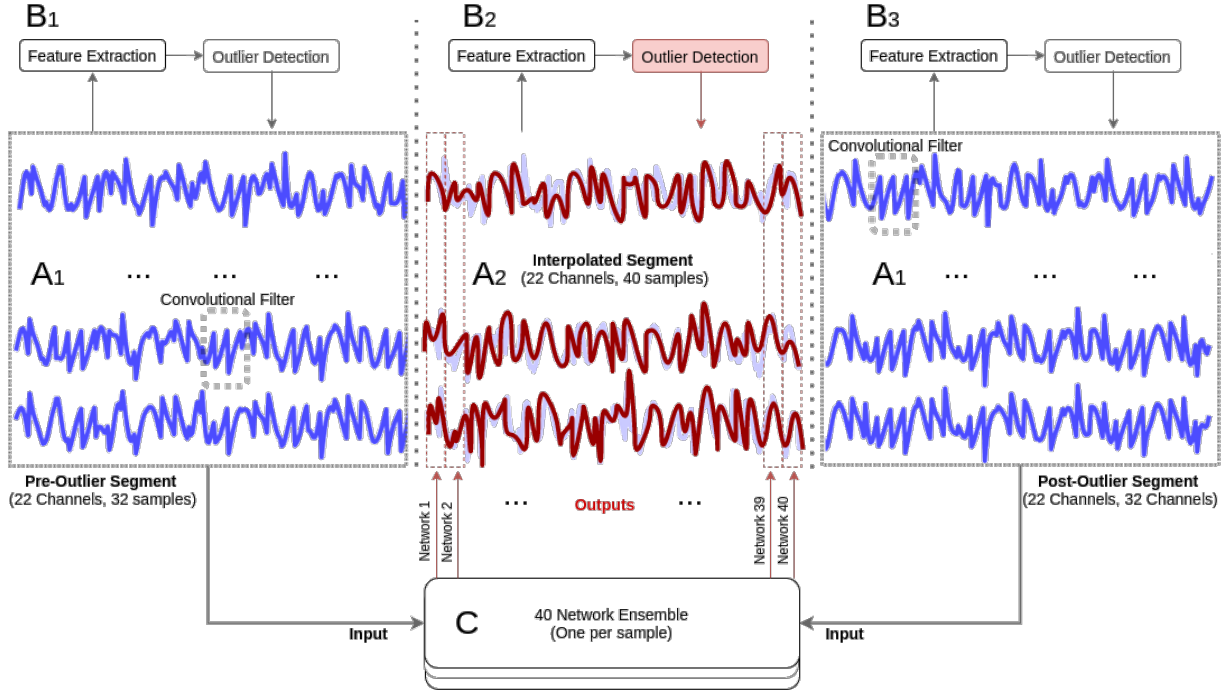 B1
Feature Extraction
Outlier Detection
B2
Feature Extraction
Outlier Detection
B3
Feature Extraction
Outlier Detection
Convolutional Filter
A1
... ... ...
Convolutional Filter
Interpolated Segment
(22 Channels, 40 samples)
A2
A1
... ...
Pre-Outlier Segment
(22 Channels, 32 samples)
Network 1
Network 2
...
Outputs
...
Network 39
Network 40
Post-Outlier Segment
(22 Channels, 32 Channels)
Input
C
40 Network Ensemble
(One per sample)
Input